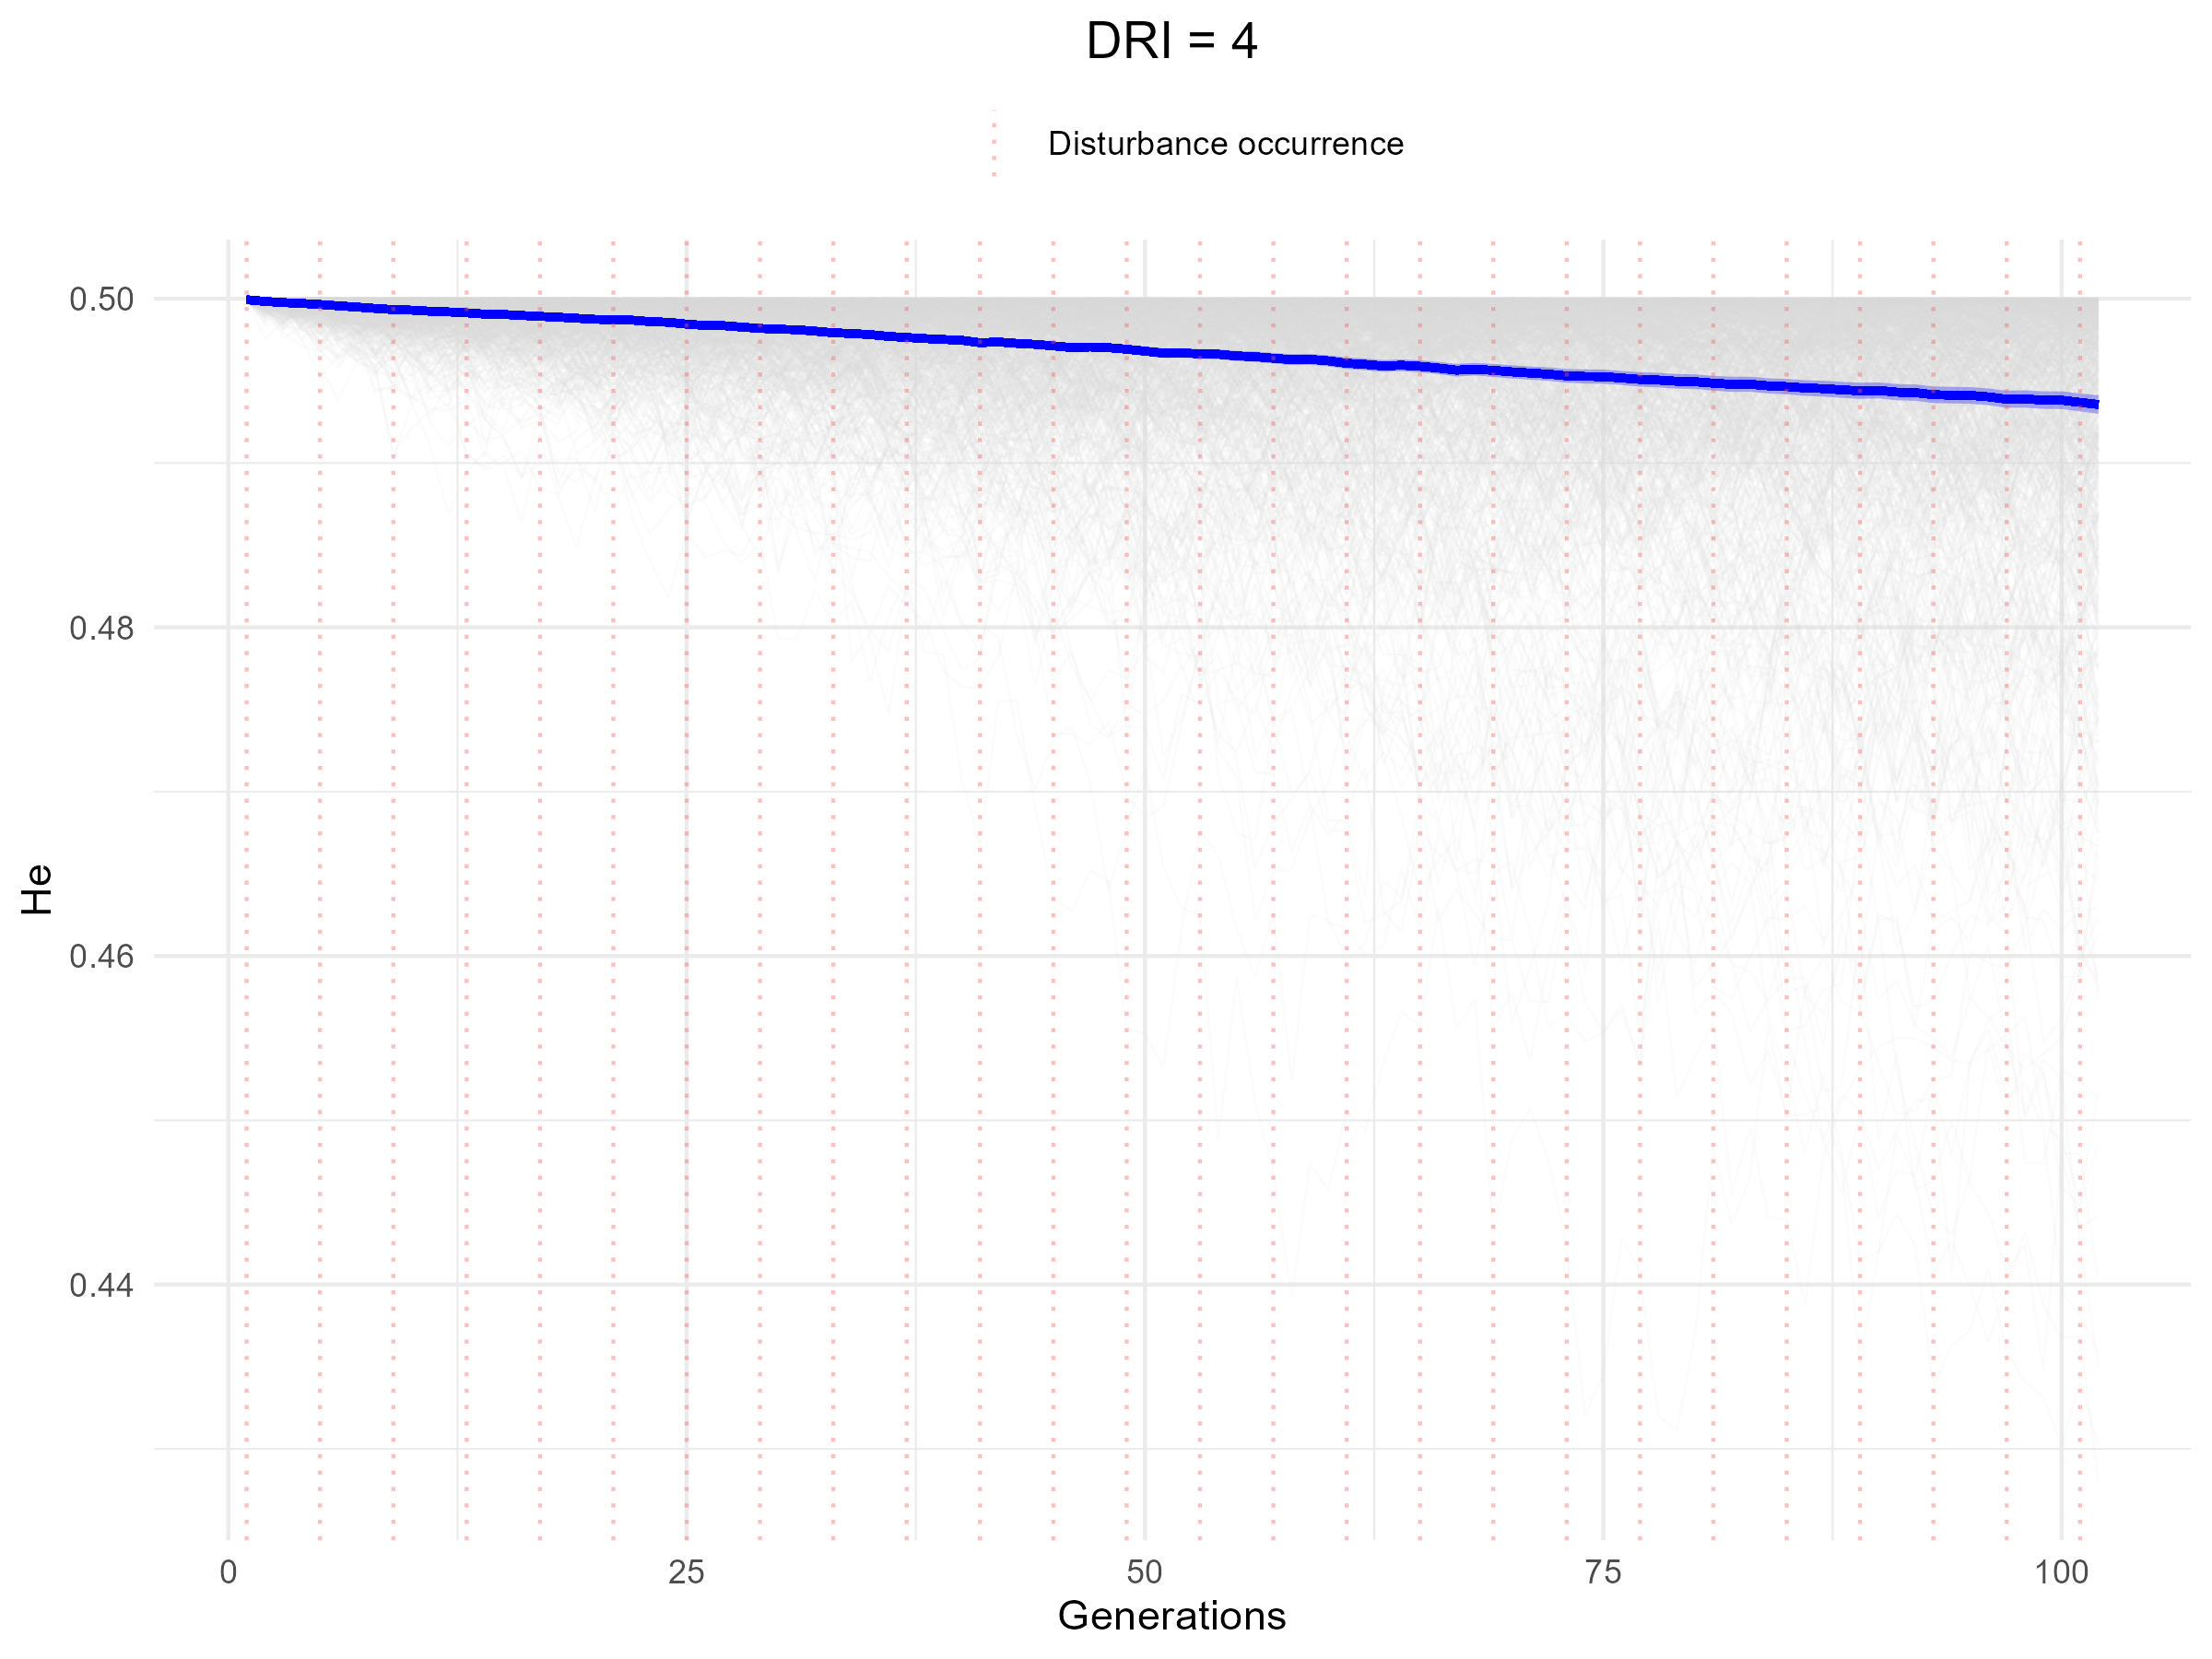 DRI = 4
Disturbance occurrence
0.50
0.48
0.46
0.44
He
0 25 50 75 100
Generations